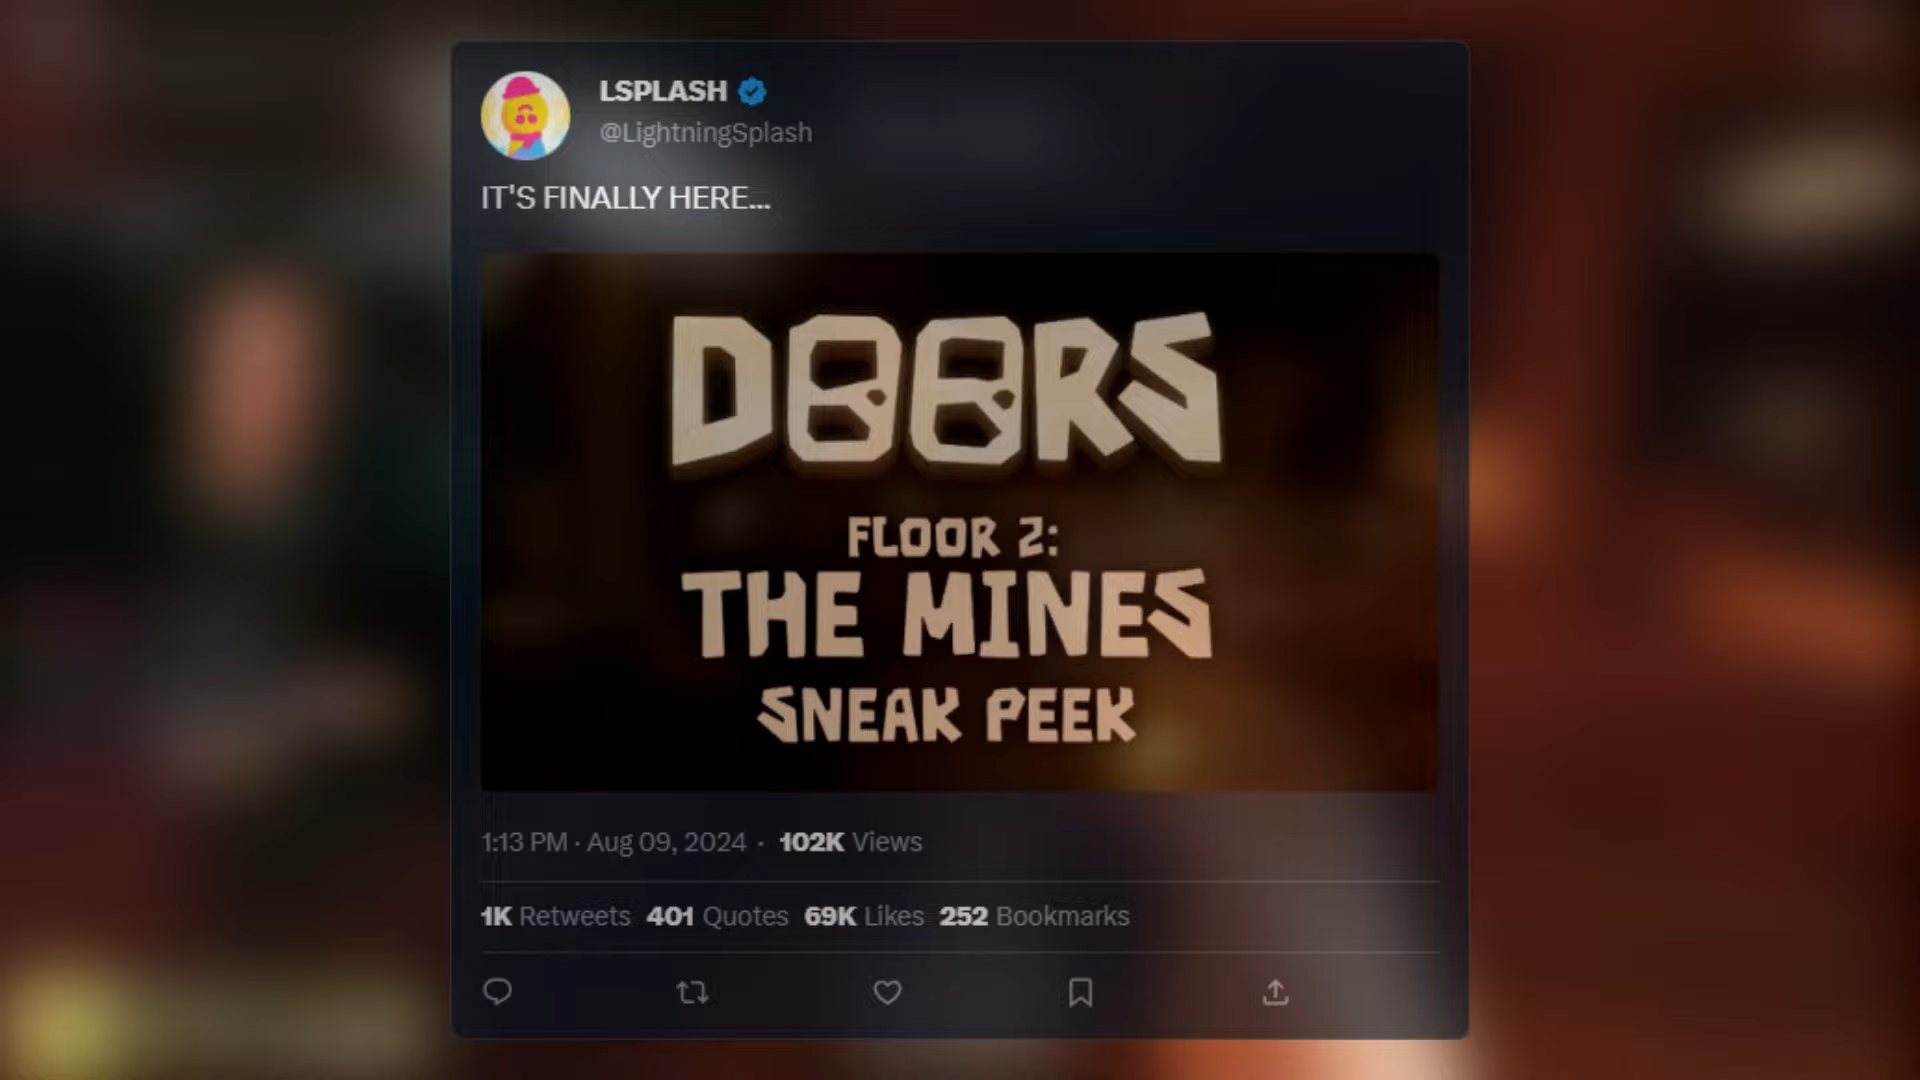 LSPLASH
@LightningSplash
IT'S FINALLY HERE...
DOORS
FLOOR 2:
THE MINES
SNEAK PEEK
1:13 PM · Aug 09, 2024 · 102K Views
1K Retweets 401 Quotes 69K Likes 252 Bookmarks